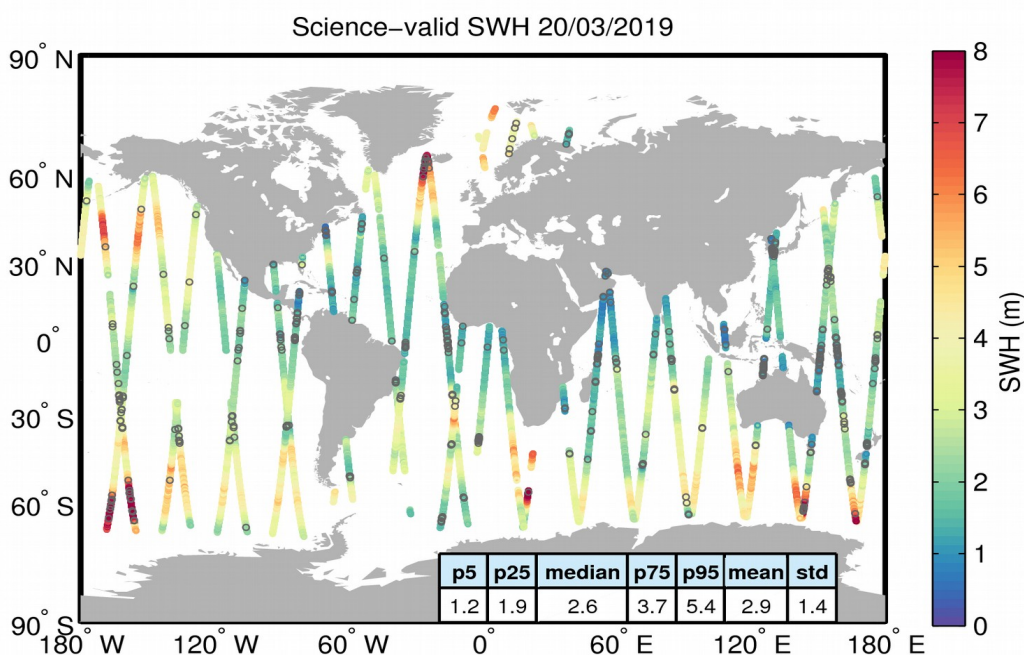 Science−valid SWH 20/03/2019
90° N
60° N
30° N
0°
30° S
60° S
90° S
180° W
120° W
60° W
0°
60° E
120° E
180° E
p5 p25 median p75 p95 mean std
1.2 1.9 2.6 3.7 5.4 2.9 1.4
8
7
6
5
4
3
2
1
0
SWH (m)